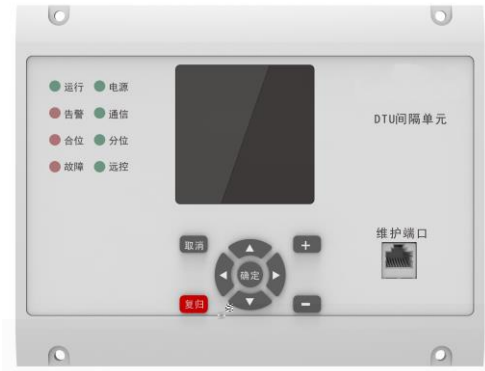 运行 电源
告警 通信
合位 分位
故障 远控
DTU间隔单元
维护端口
取消
+
确定
复归
−